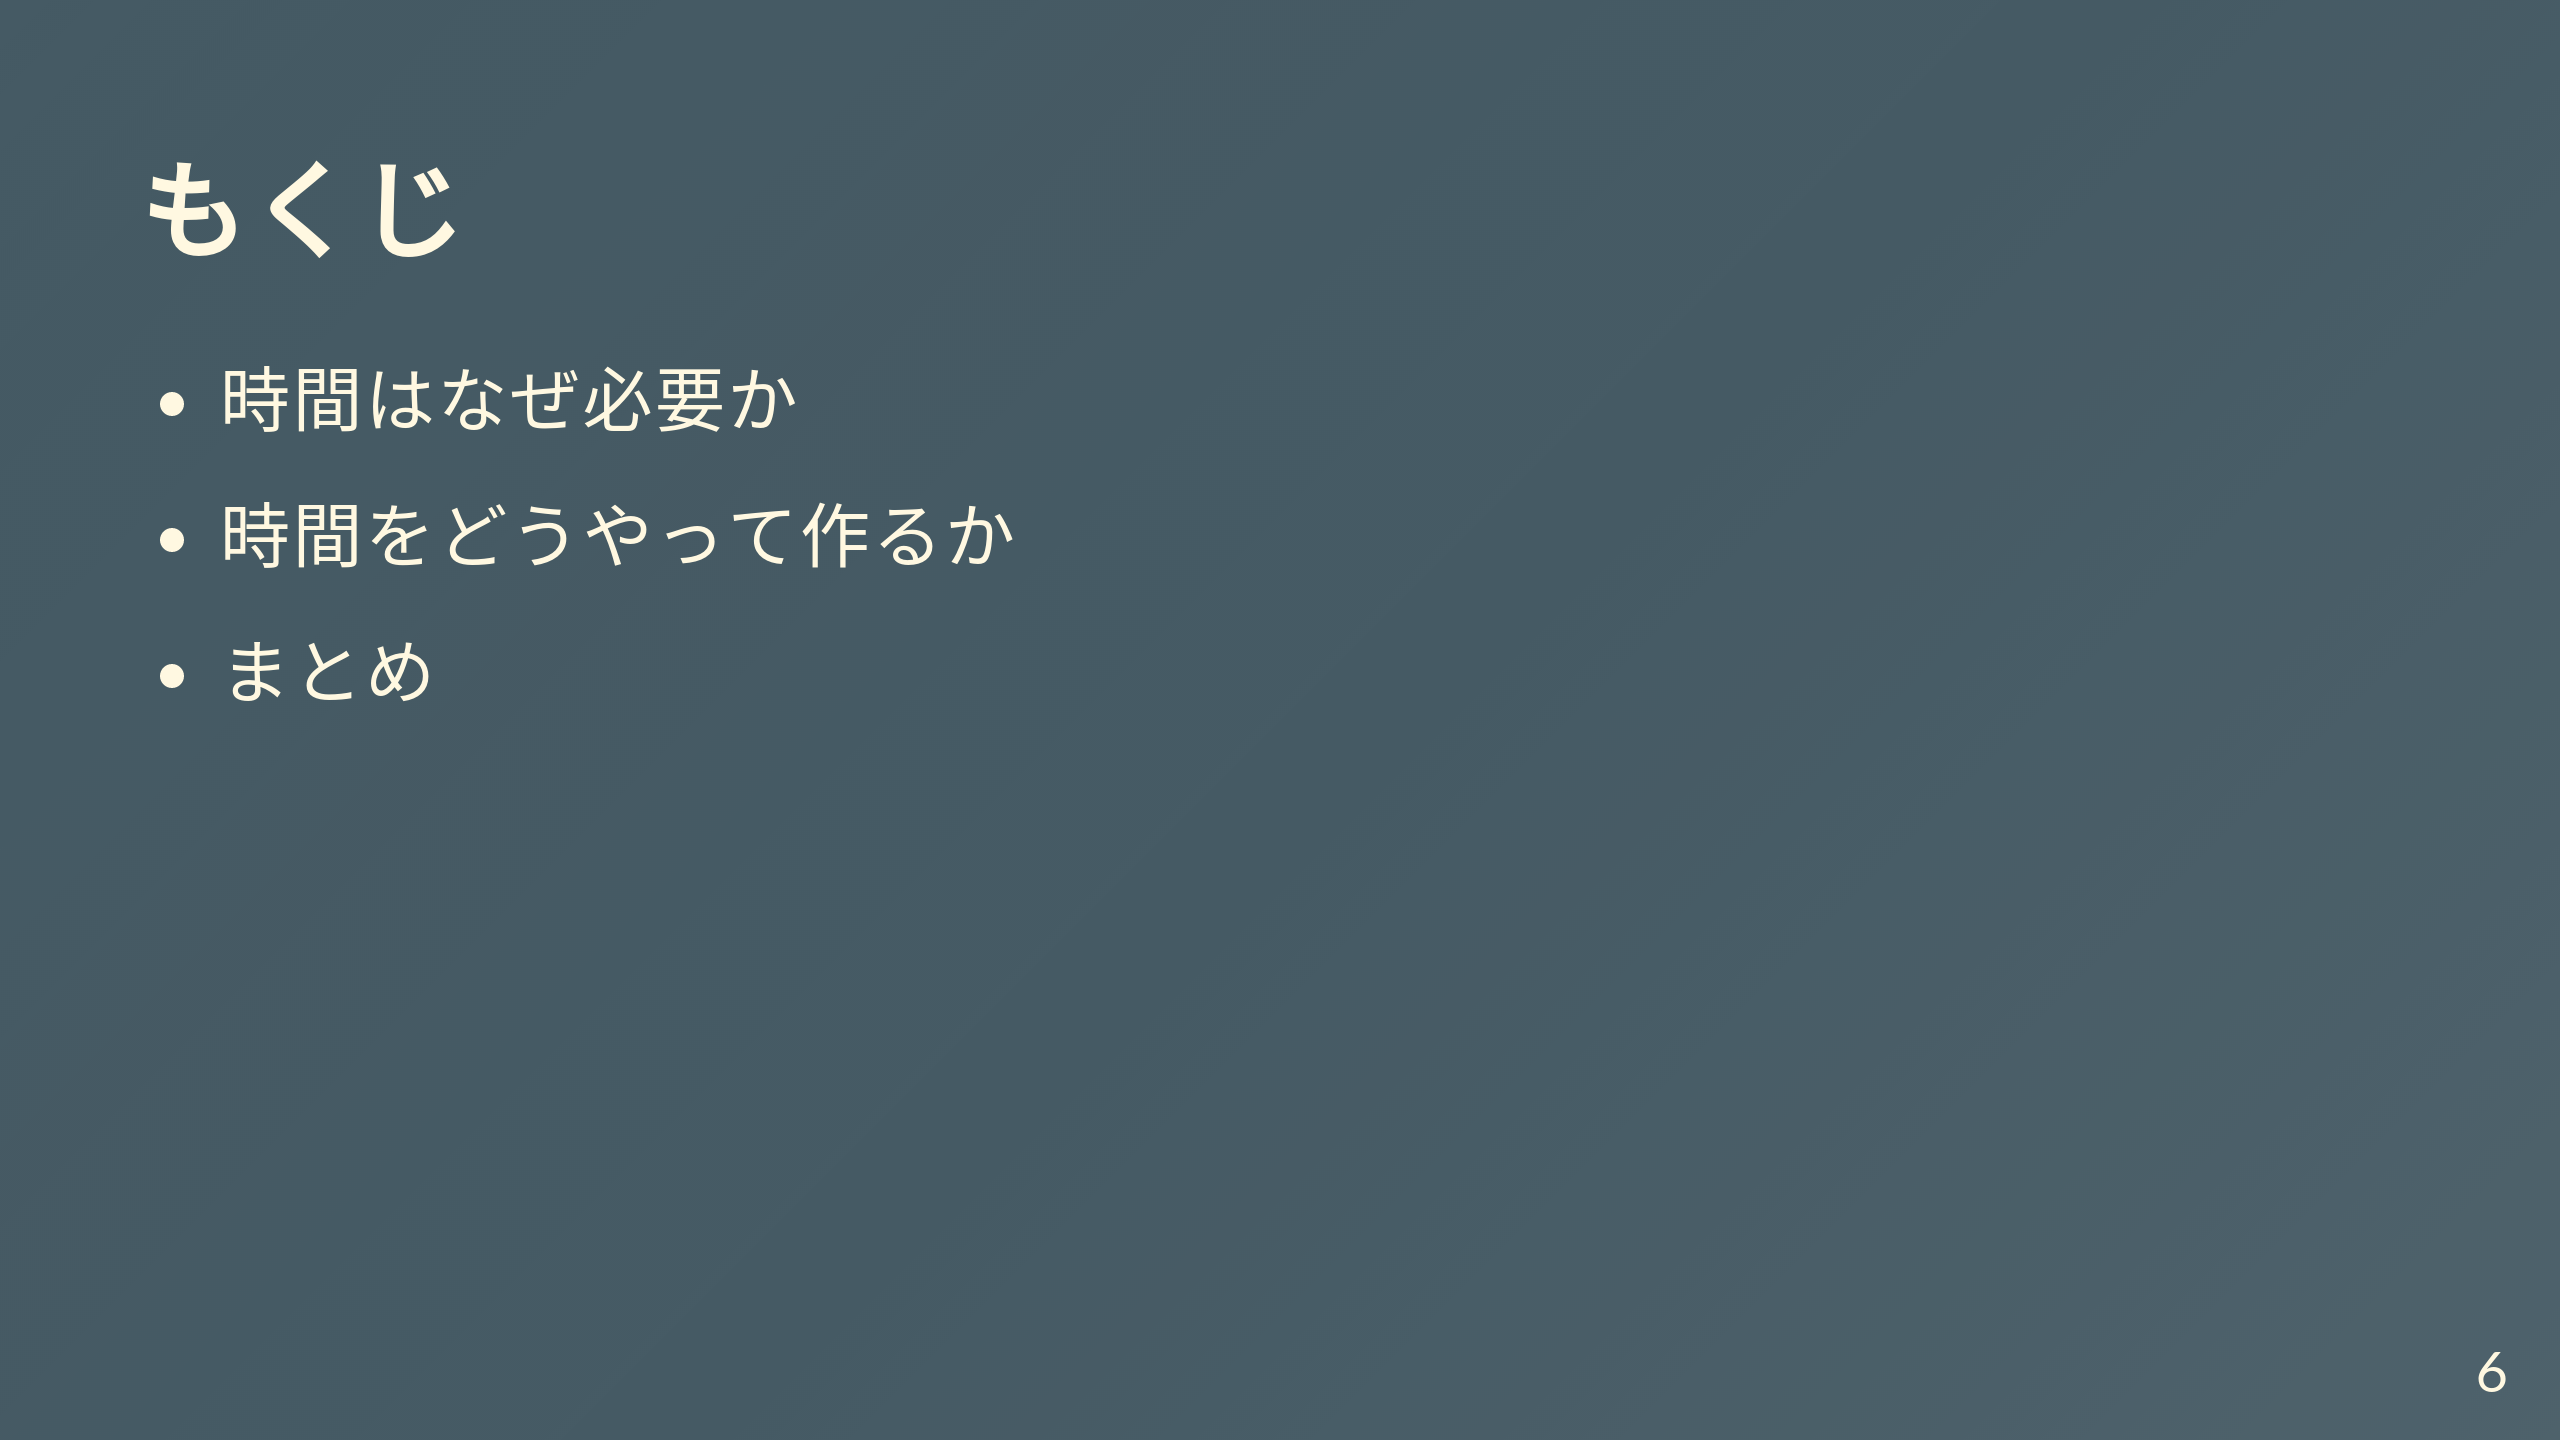 もくじ
• 時間はなぜ必要か
• 時間をどうやって作るか
• まとめ
6